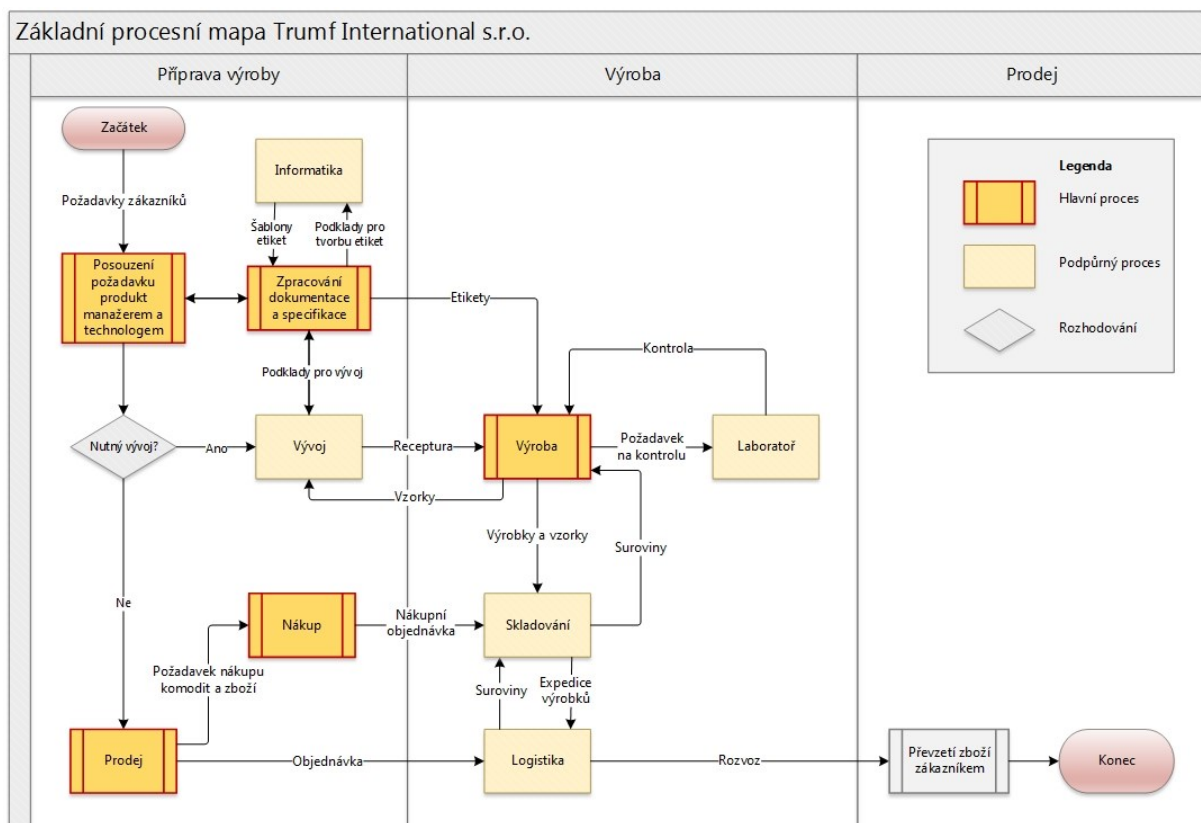 Základní procesní mapa Trumf International s.r.o.
Příprava výroby
Výroba
Prodej
Začátek
Informatika
Legenda
Hlavní proces
Podpůrný proces
Rozhodování
Požadavky zákazníků
Šablony
etiket
Podklady pro
tvorbu etiket
Posouzení
požadavku
produkt
manažerem a
technologem
Zpracování
dokumentace
a specifikace
Etikety
Kontrola
Podklady pro vývoj
Nutný vývoj?
Ano
Vývoj
Receptura
Výroba
Požadavek
na kontrolu
Laboratoř
Vzorky
Výrobky a vzorky
Suroviny
Ne
Nákup
Nákupní
objednávka
Skladování
Požadavek nákupu
komodit a zboží
Suroviny
Expedice
výrobků
Prodej
Objednávka
Logistika
Rozvoz
Převzetí zboží
zákazníkem
Konec